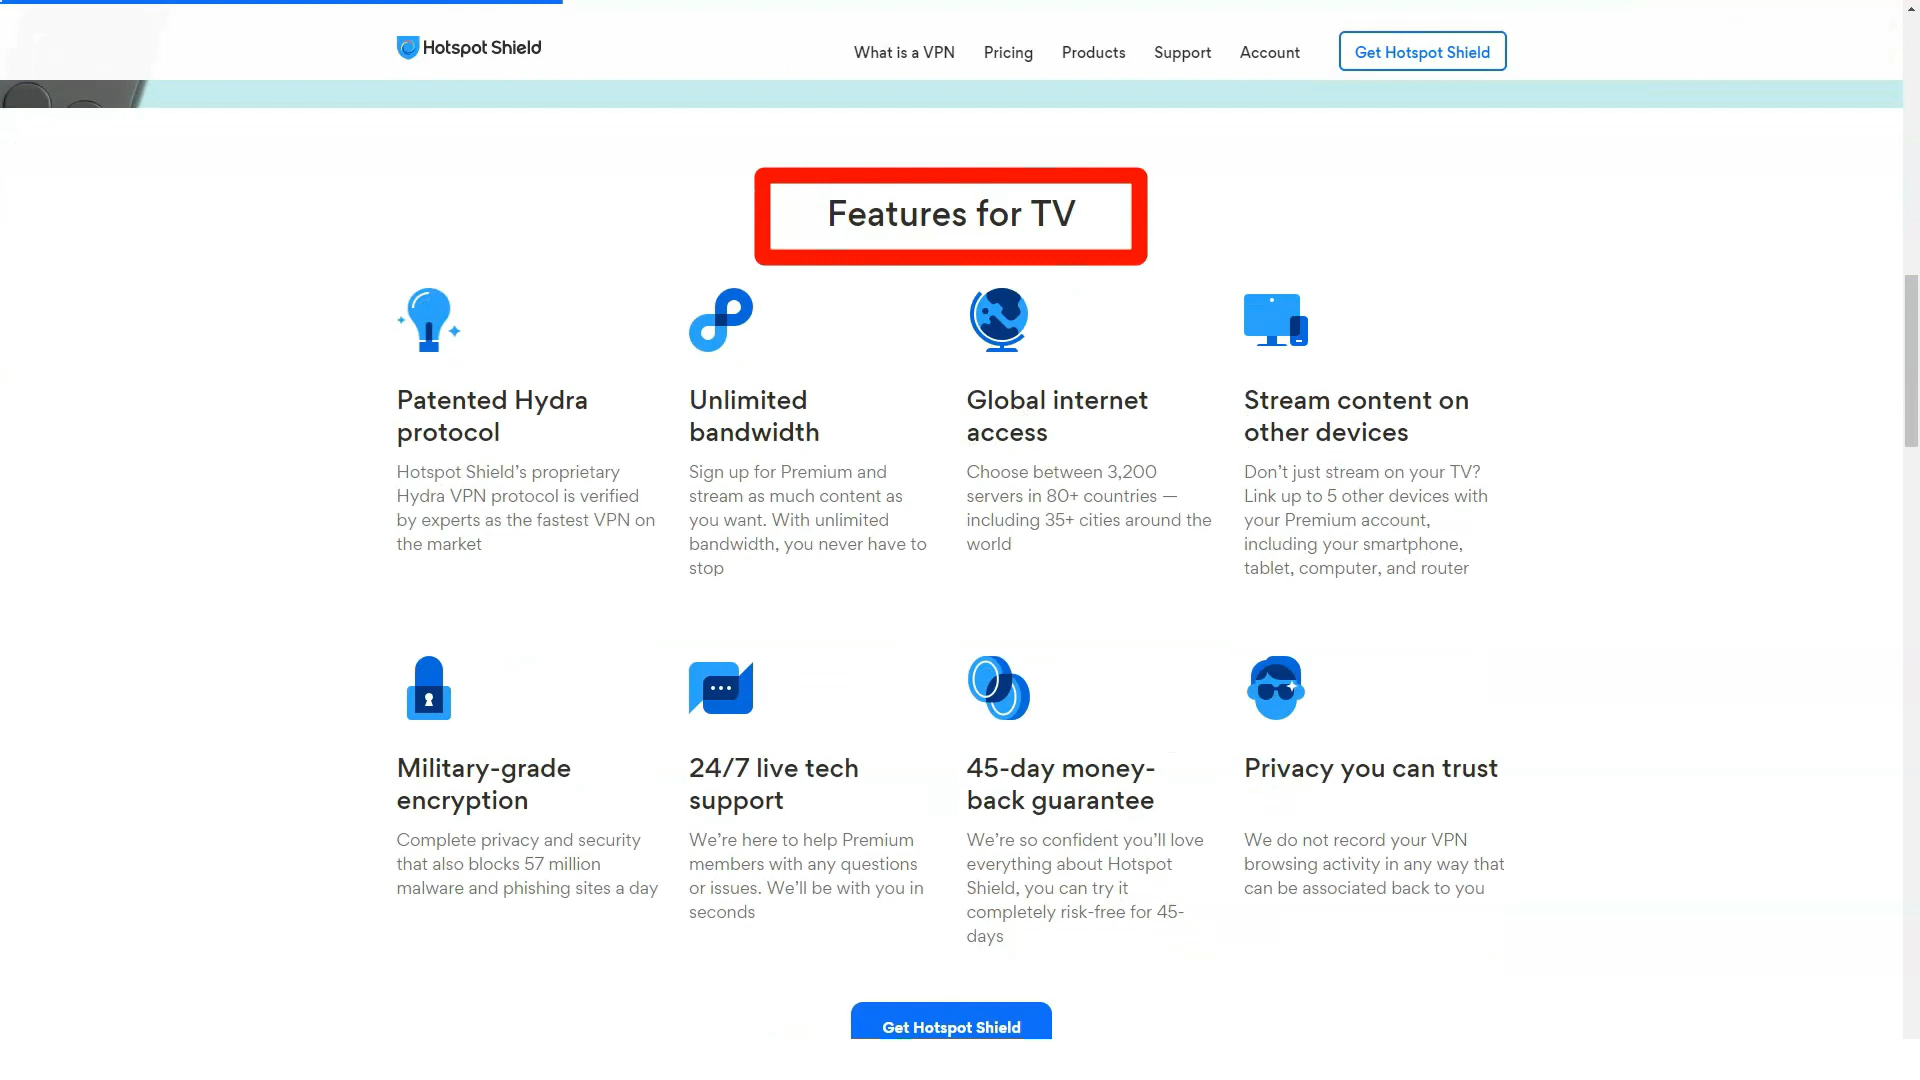 Hotspot Shield
What is a VPN
Pricing
Products
Support
Account
Get Hotspot Shield
Features for TV
Patented Hydra
protocol
Hotspot Shield’s proprietary
Hydra VPN protocol is verified
by experts as the fastest VPN on
the market
Unlimited
bandwidth
Sign up for Premium and
stream as much content as
you want. With unlimited
bandwidth, you never have to
stop
Global internet
access
Choose between 3,200
servers in 80+ countries —
including 35+ cities around the
world
Stream content on
other devices
Don’t just stream on your TV?
Link up to 5 other devices with
your Premium account,
including your smartphone,
tablet, computer, and router
Military-grade
encryption
Complete privacy and security
that also blocks 57 million
malware and phishing sites a day
24/7 live tech
support
We’re here to help Premium
members with any questions
or issues. We’ll be with you in
seconds
45-day money-
back guarantee
We’re so confident you’ll love
everything about Hotspot
Shield, you can try it
completely risk-free for 45-
days
Privacy you can trust
We do not record your VPN
browsing activity in any way that
can be associated back to you
Get Hotspot Shield